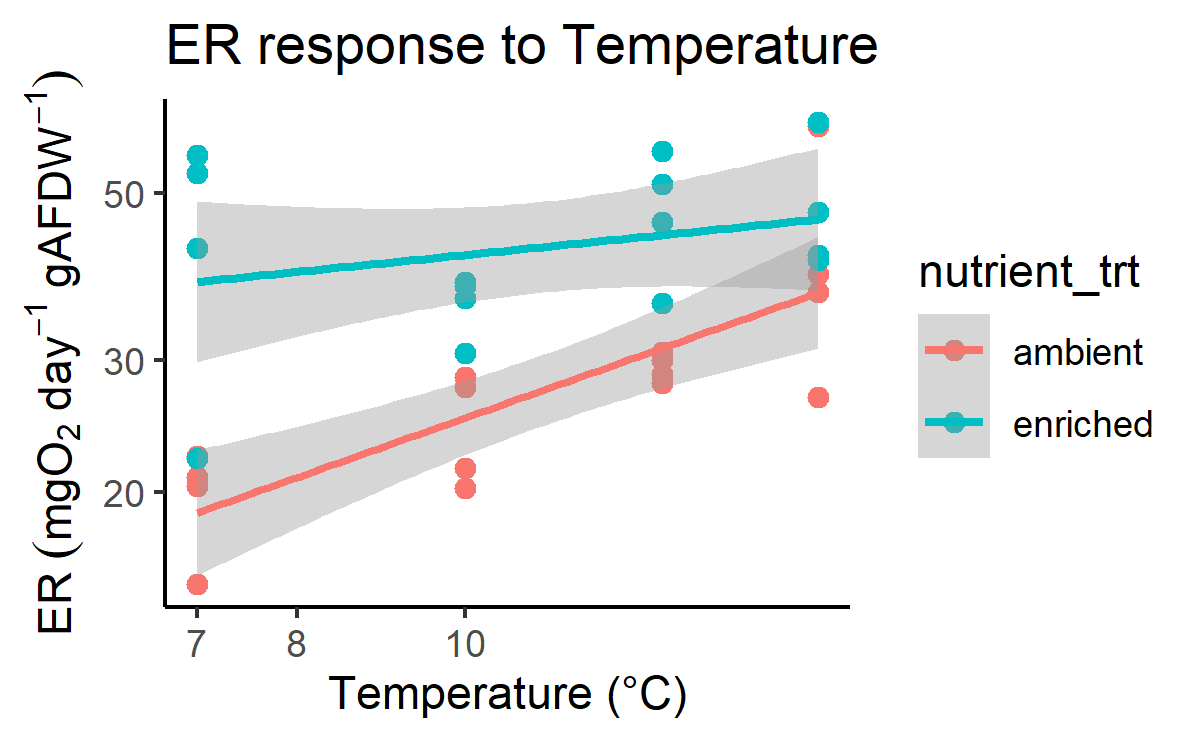 ER response to Temperature
ER (mgO₂ day⁻¹ gAFDW⁻¹)
50
30
20
7 8 10
Temperature (°C)
nutrient_trt
ambient
enriched